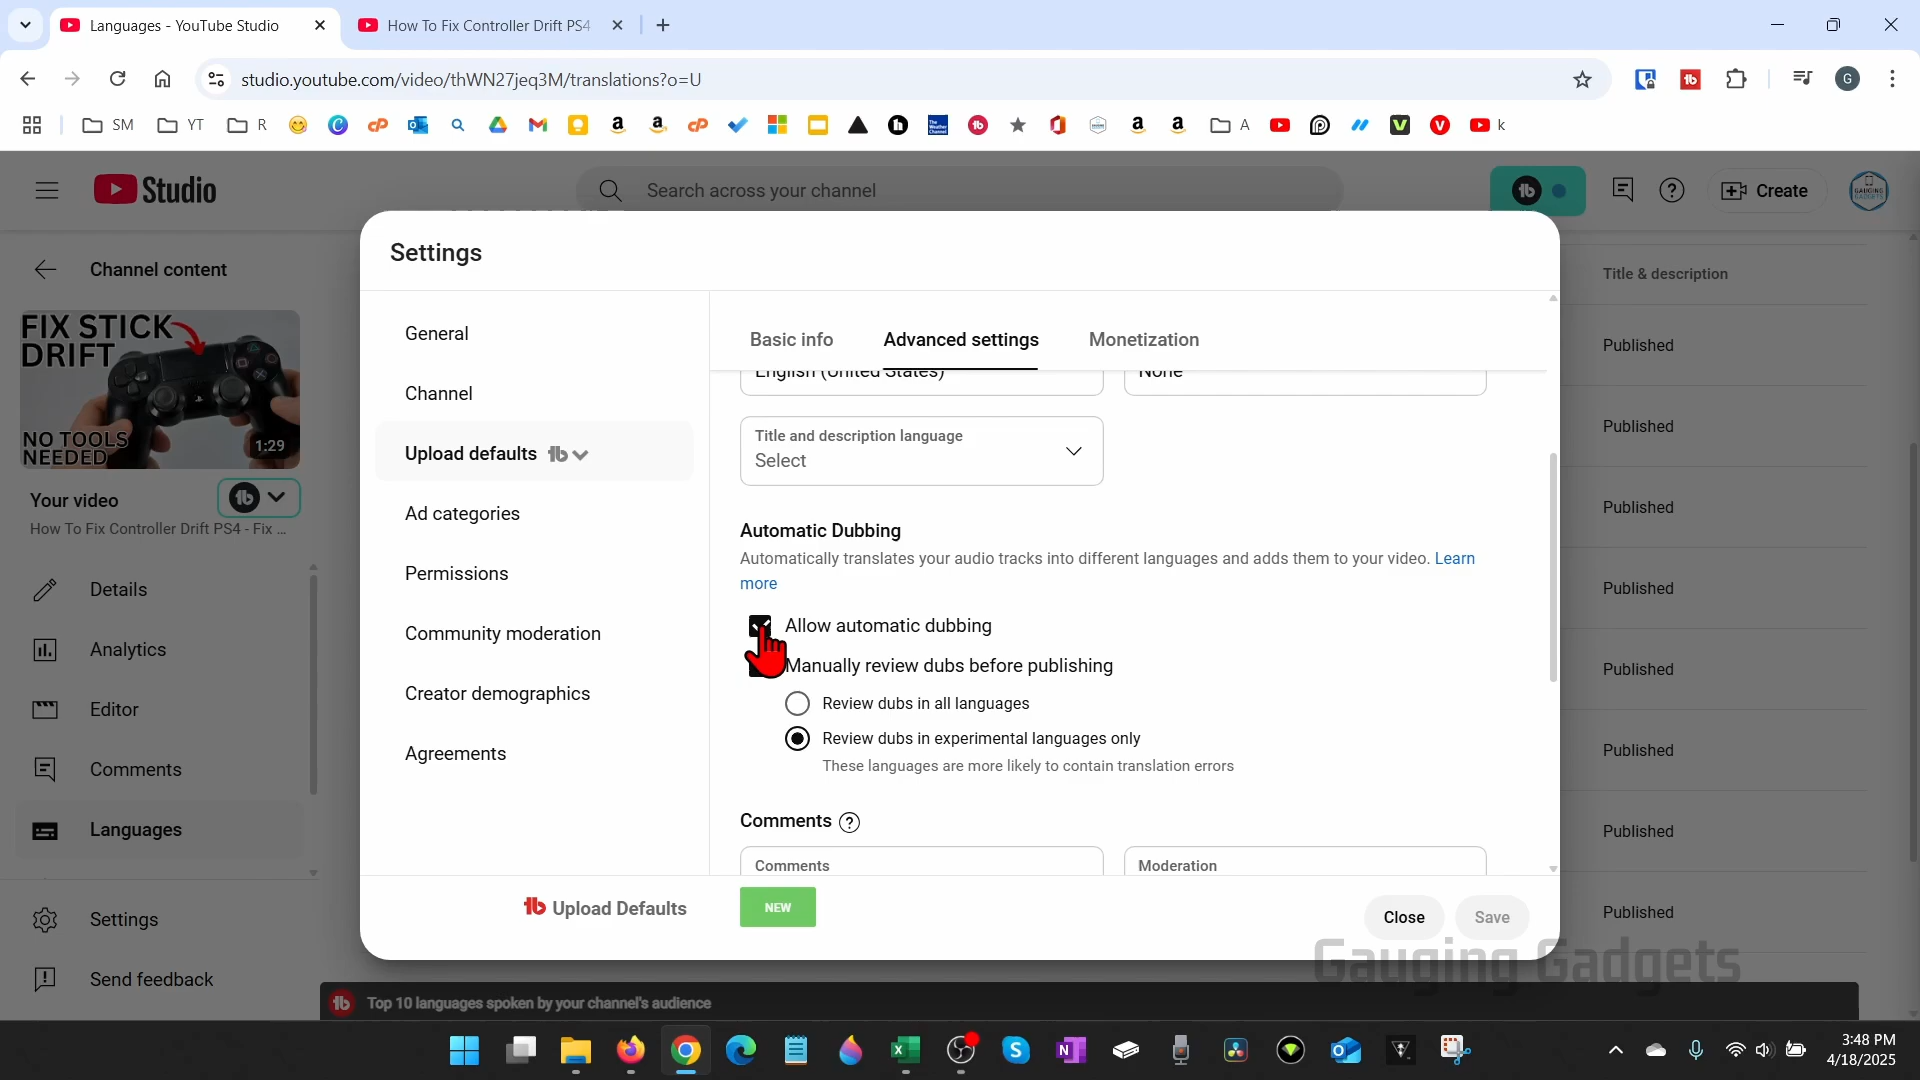 Languages - YouTube Studio
How To Fix Controller Drift PS4
studio.youtube.com/video/thWN27jeq3M/translations?o=U
G
SM
YT
R
A
k
Studio
Search across your channel
Create
Settings
Channel content
Title & description
FIX STICK
DRIFT
NO TOOLS
NEEDED
1:29
Your video
How To Fix Controller Drift PS4 - Fix ...
Details
Analytics
Editor
Comments
Languages
Settings
Send feedback
General
Channel
Upload defaults
Ad categories
Permissions
Community moderation
Creator demographics
Agreements
Basic info
Advanced settings
Monetization
English (United States)
None
Title and description language
Select
Automatic Dubbing
Automatically translates your audio tracks into different languages and adds them to your video. Learn
more
Allow automatic dubbing
Manually review dubs before publishing
Review dubs in all languages
Review dubs in experimental languages only
These languages are more likely to contain translation errors
Comments
Comments
Moderation
Upload Defaults
NEW
Close
Save
Published
Published
Published
Published
Published
Published
Published
Published
Gauging Gadgets
Top 10 languages spoken by your channel's audience
3:48 PM
4/18/2025